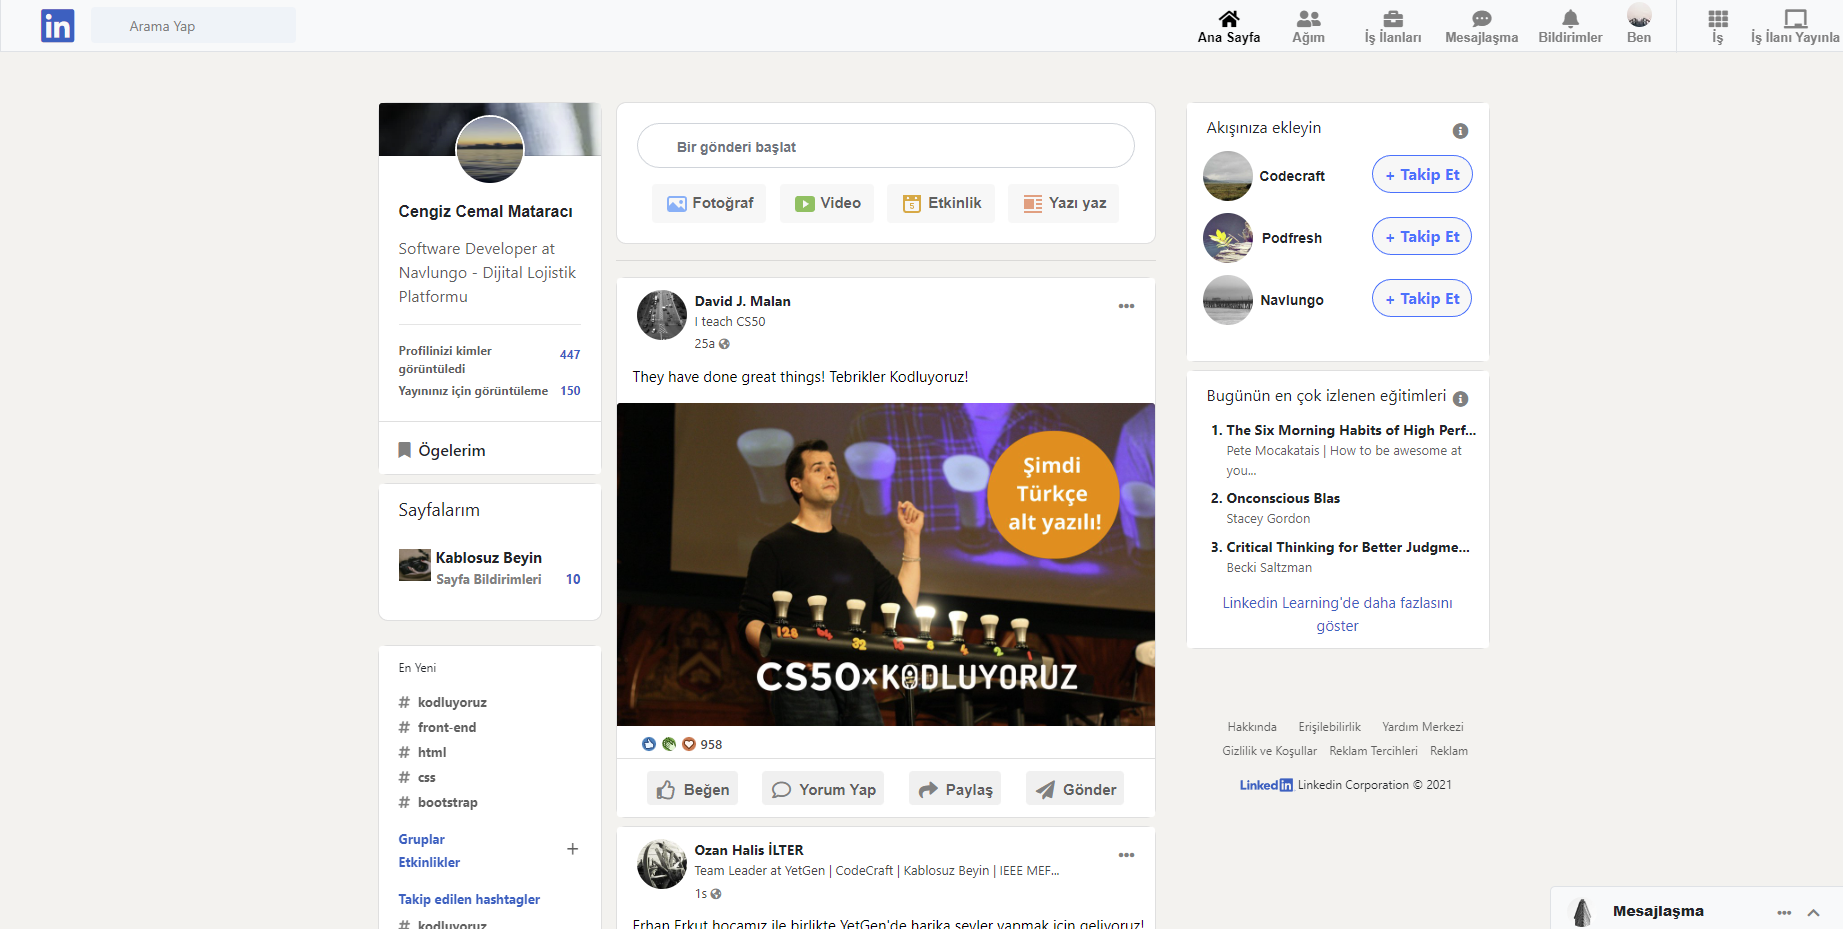 in
Arama Yap
Ana Sayfa
Ağım
İş İlanları
Mesajlaşma
Bildirimler
Ben
İş
İş İlanı Yayınla
Cengiz Cemal Mataracı
Software Developer at
Navlungo - Dijital Lojistik
Platformu
Profilinizi kimler
görüntüledi
447
Yayınınız için görüntüleme 150
Ögelerim
Sayfalarım
Kablosuz Beyin
Sayfa Bildirimleri 10
En Yeni
# kodluyoruz
# front-end
# html
# css
# bootstrap
Gruplar
Etkinlikler
+
Takip edilen hashtagler
# kodluyoruz
Bir gönderi başlat
Fotoğraf
Video
5 Etkinlik
Yazı yaz
David J. Malan
I teach CS50
25a
They have done great things! Tebrikler Kodluyoruz!
Şimdi
Türkçe
alt yazılı!
128 64 32 16 8 4 2 1
CS50xKODLUYORUZ
958
Beğen
Yorum Yap
Paylaş
Gönder
Ozan Halis İLTER
Team Leader at YetGen | CodeCraft | Kablosuz Beyin | IEEE MEF...
1s
Erhan Erkut hocamız ile birlikte YetGen'de harika şeyler yapmak için geliyoruz!
Akışınıza ekleyin
Codecraft + Takip Et
Podfresh + Takip Et
Navlungo + Takip Et
Bugünün en çok izlenen eğitimleri
1. The Six Morning Habits of High Perf...
Pete Mocakatais | How to be awesome at
you...
2. Onconscious Blas
Stacey Gordon
3. Critical Thinking for Better Judgme...
Becki Saltzman
Linkedin Learning'de daha fazlasını
göster
Hakkında Erişilebilirlik Yardım Merkezi
Gizlilik ve Koşullar Reklam Tercihleri Reklam
Linkedin Linkedin Corporation © 2021
Mesajlaşma